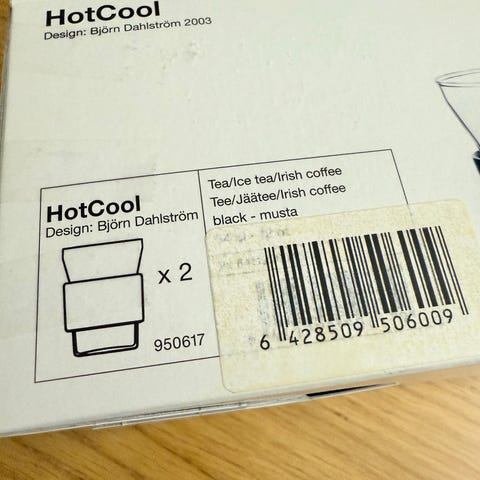 HotCool
Design: Björn Dahlström 2003
Tea/Ice tea/Irish coffee
Tee/Jäätee/Irish coffee
black - musta
HotCool
Design: Björn Dahlström
x 2
950617
6 428509 506009